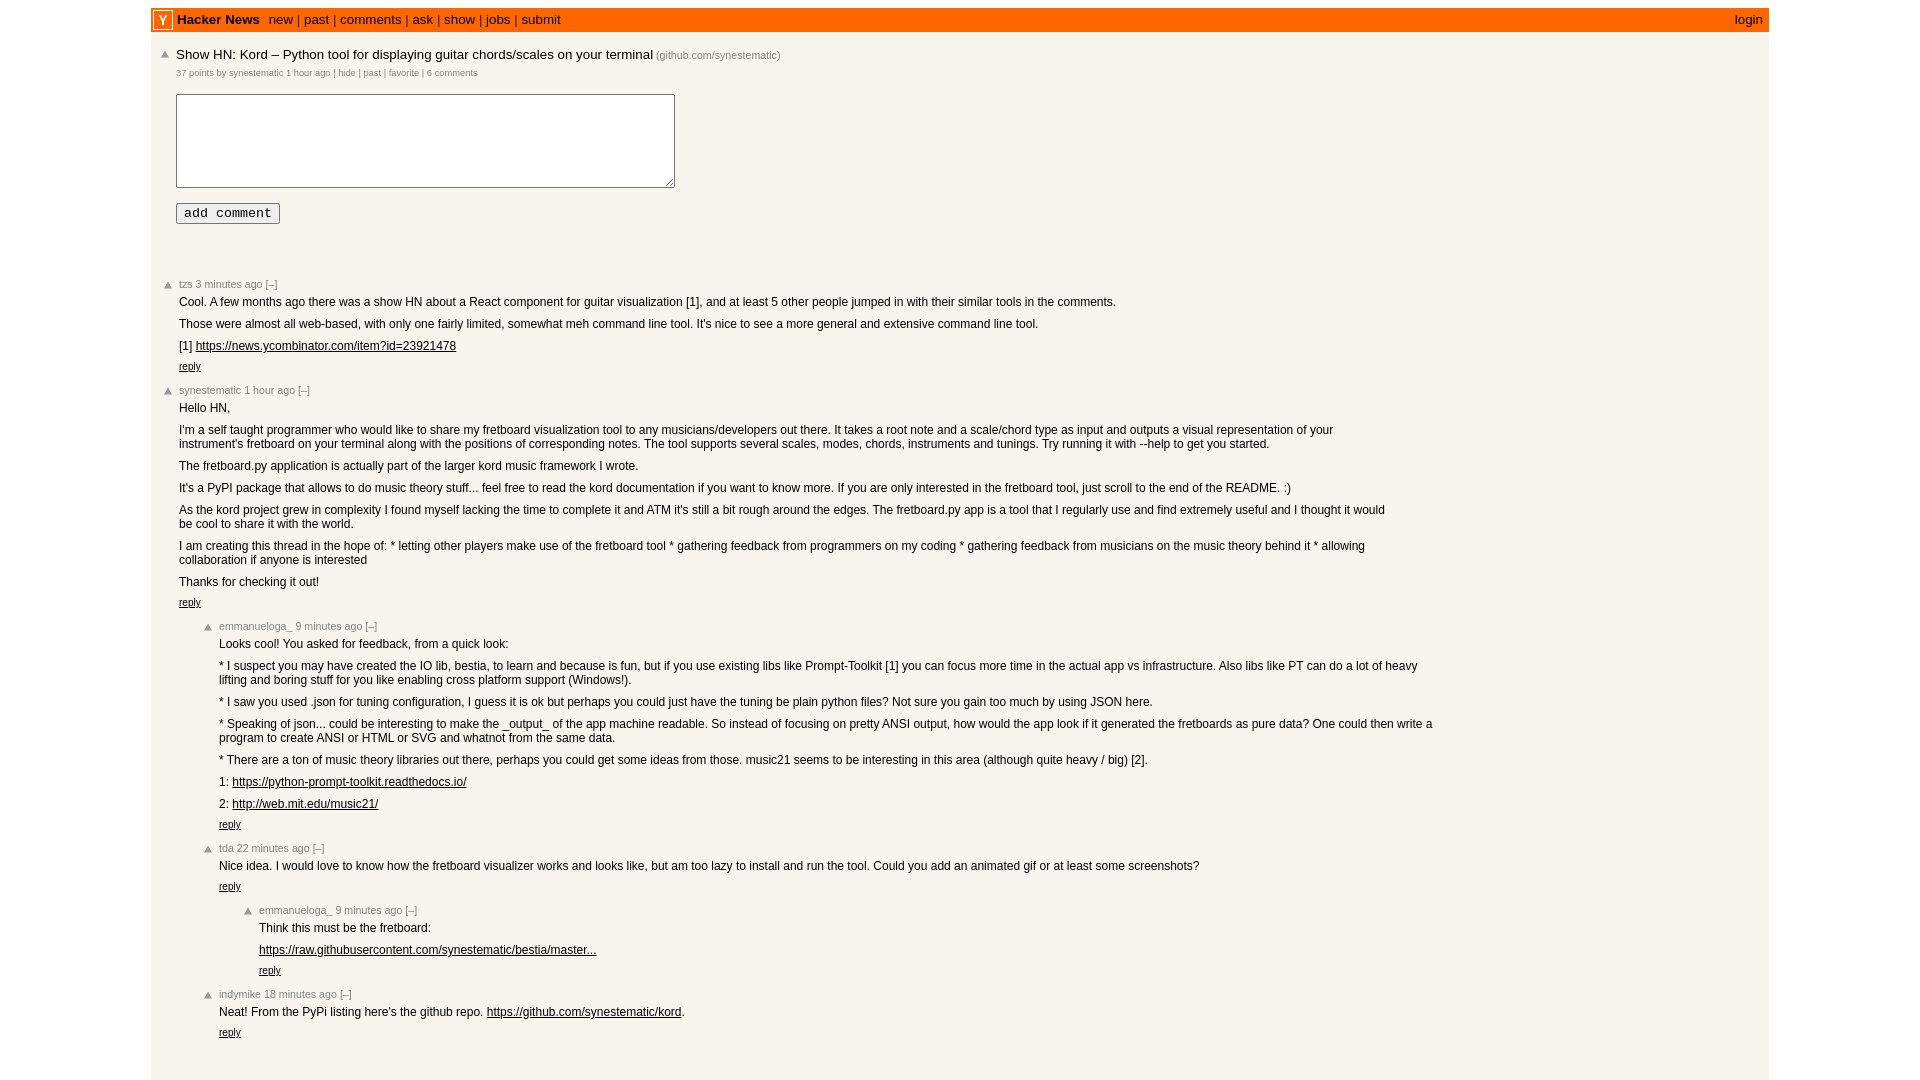 Y Hacker News new | past | comments | ask | show | jobs | submit login
Show HN: Kord – Python tool for displaying guitar chords/scales on your terminal (github.com/synestematic)
37 points by synestematic 1 hour ago | hide | past | favorite | 6 comments
add comment
tzs 3 minutes ago [–]
Cool. A few months ago there was a show HN about a React component for guitar visualization [1], and at least 5 other people jumped in with their similar tools in the comments.
Those were almost all web-based, with only one fairly limited, somewhat meh command line tool. It's nice to see a more general and extensive command line tool.
[1] https://news.ycombinator.com/item?id=23921478
reply
synestematic 1 hour ago [–]
Hello HN,
I'm a self taught programmer who would like to share my fretboard visualization tool to any musicians/developers out there. It takes a root note and a scale/chord type as input and outputs a visual representation of your
instrument's fretboard on your terminal along with the positions of corresponding notes. The tool supports several scales, modes, chords, instruments and tunings. Try running it with --help to get you started.
The fretboard.py application is actually part of the larger kord music framework I wrote.
It's a PyPI package that allows to do music theory stuff... feel free to read the kord documentation if you want to know more. If you are only interested in the fretboard tool, just scroll to the end of the README. :)
As the kord project grew in complexity I found myself lacking the time to complete it and ATM it's still a bit rough around the edges. The fretboard.py app is a tool that I regularly use and find extremely useful and I thought it would
be cool to share it with the world.
I am creating this thread in the hope of: * letting other players make use of the fretboard tool * gathering feedback from programmers on my coding * gathering feedback from musicians on the music theory behind it * allowing
collaboration if anyone is interested
Thanks for checking it out!
reply
emmanueloga_ 9 minutes ago [–]
Looks cool! You asked for feedback, from a quick look:
* I suspect you may have created the IO lib, bestia, to learn and because is fun, but if you use existing libs like Prompt-Toolkit [1] you can focus more time in the actual app vs infrastructure. Also libs like PT can do a lot of heavy
lifting and boring stuff for you like enabling cross platform support (Windows!).
* I saw you used .json for tuning configuration, I guess it is ok but perhaps you could just have the tuning be plain python files? Not sure you gain too much by using JSON here.
* Speaking of json... could be interesting to make the _output_ of the app machine readable. So instead of focusing on pretty ANSI output, how would the app look if it generated the fretboards as pure data? One could then write a
program to create ANSI or HTML or SVG and whatnot from the same data.
* There are a ton of music theory libraries out there, perhaps you could get some ideas from those. music21 seems to be interesting in this area (although quite heavy / big) [2].
1: https://python-prompt-toolkit.readthedocs.io/
2: http://web.mit.edu/music21/
reply
tda 22 minutes ago [–]
Nice idea. I would love to know how the fretboard visualizer works and looks like, but am too lazy to install and run the tool. Could you add an animated gif or at least some screenshots?
reply
emmanueloga_ 9 minutes ago [–]
Think this must be the fretboard:
https://raw.githubusercontent.com/synestematic/bestia/master...
reply
indymike 18 minutes ago [–]
Neat! From the PyPi listing here's the github repo. https://github.com/synestematic/kord.
reply